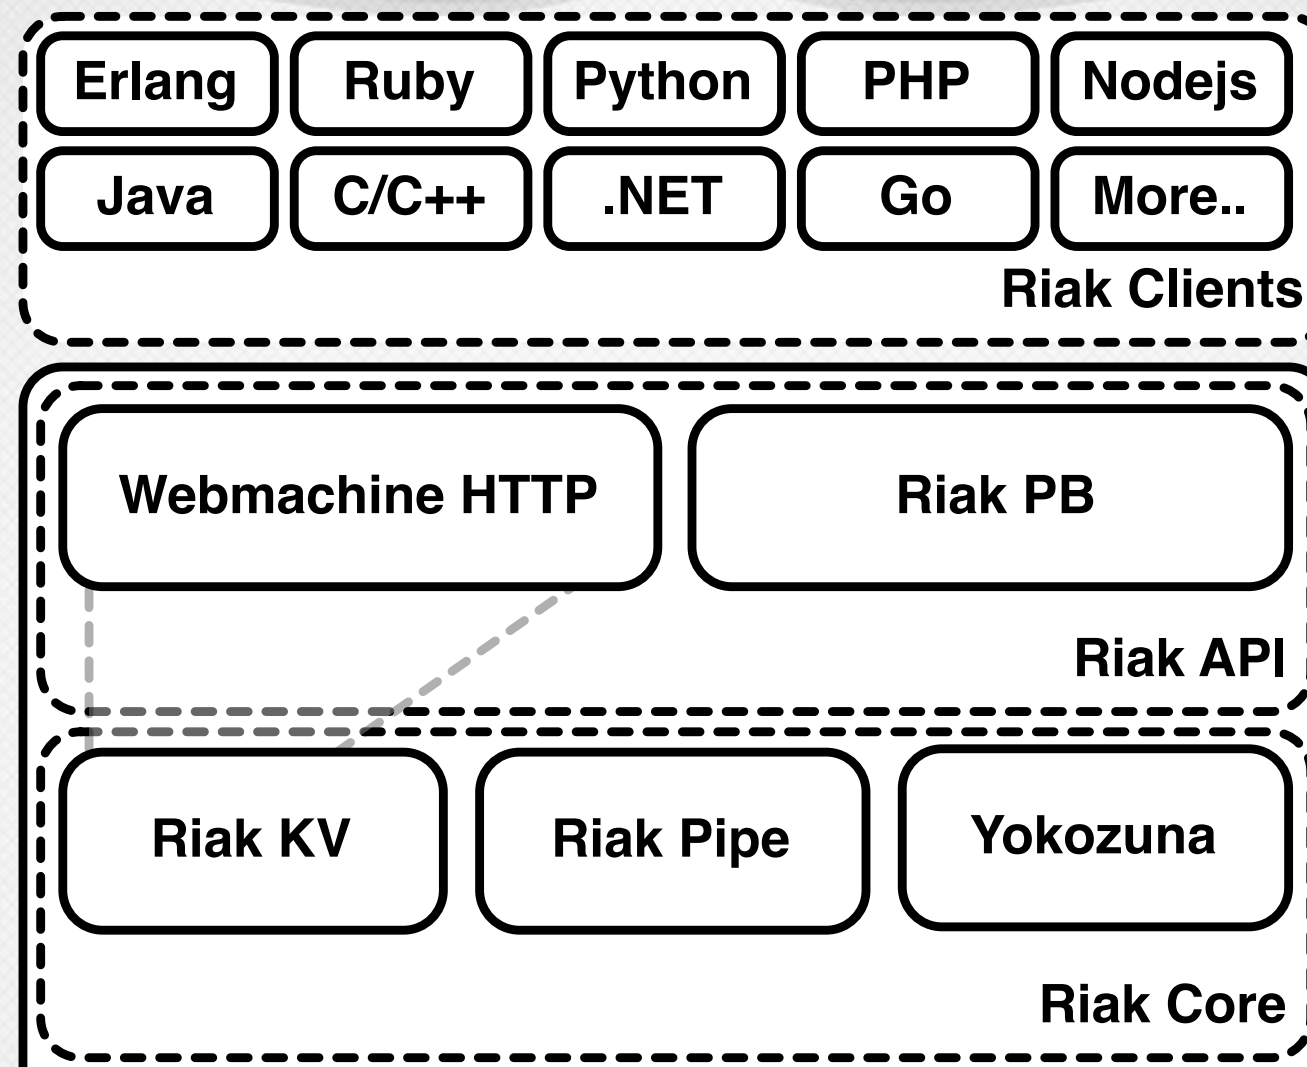 Erlang Ruby Python PHP Nodejs
Java C/C++ .NET Go More..
Riak Clients
Webmachine HTTP Riak PB
Riak API
Riak KV Riak Pipe Yokozuna
Riak Core